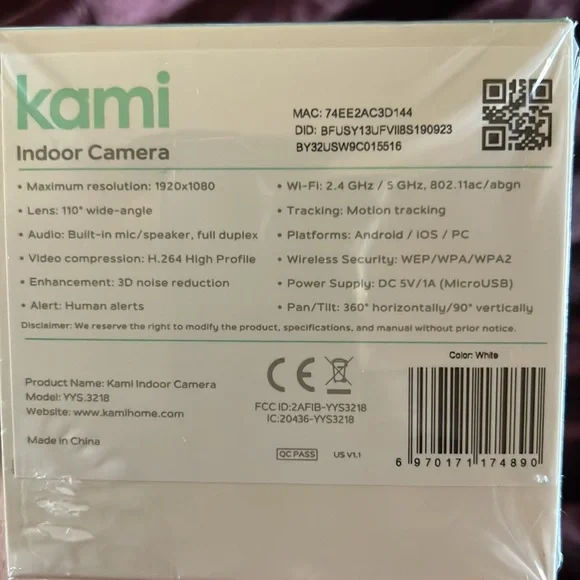 kami
Indoor Camera
MAC: 74EE2AC3D144
DID: BFUSY13UFVII8S190923
BY32USW9C015516
• Maximum resolution: 1920x1080
• Lens: 110° wide-angle
• Audio: Built-in mic/speaker, full duplex
• Video compression: H.264 High Profile
• Enhancement: 3D noise reduction
• Alert: Human alerts
• Wi-Fi: 2.4 GHz / 5 GHz, 802.11ac/abgn
• Tracking: Motion tracking
• Platforms: Android / iOS / PC
• Wireless Security: WEP/WPA/WPA2
• Power Supply: DC 5V/1A (MicroUSB)
• Pan/Tilt: 360° horizontally/90° vertically
Disclaimer: We reserve the right to modify the product, specifications, and manual without prior notice.
Product Name: Kami Indoor Camera
Model: YYS.3218
Website: www.kamihome.com
Made in China
CE
FCC ID:2AFIB-YYS3218
IC:20436-YYS3218
QC PASS
US V1.1
Color: White
6 970171 174890